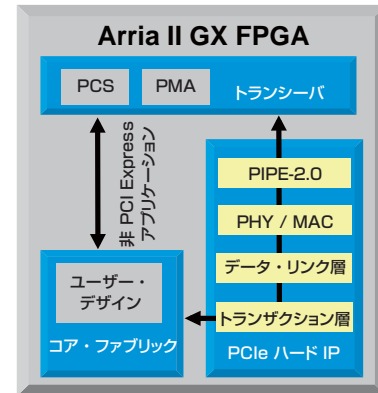 Arria II GX FPGA
PCS
PMA
トランシーバ
非 PCI Express
アプリケーション
PIPE-2.0
PHY / MAC
データ・リンク層
トランザクション層
PCIe ハード IP
ユーザー・
デザイン
コア・ファブリック